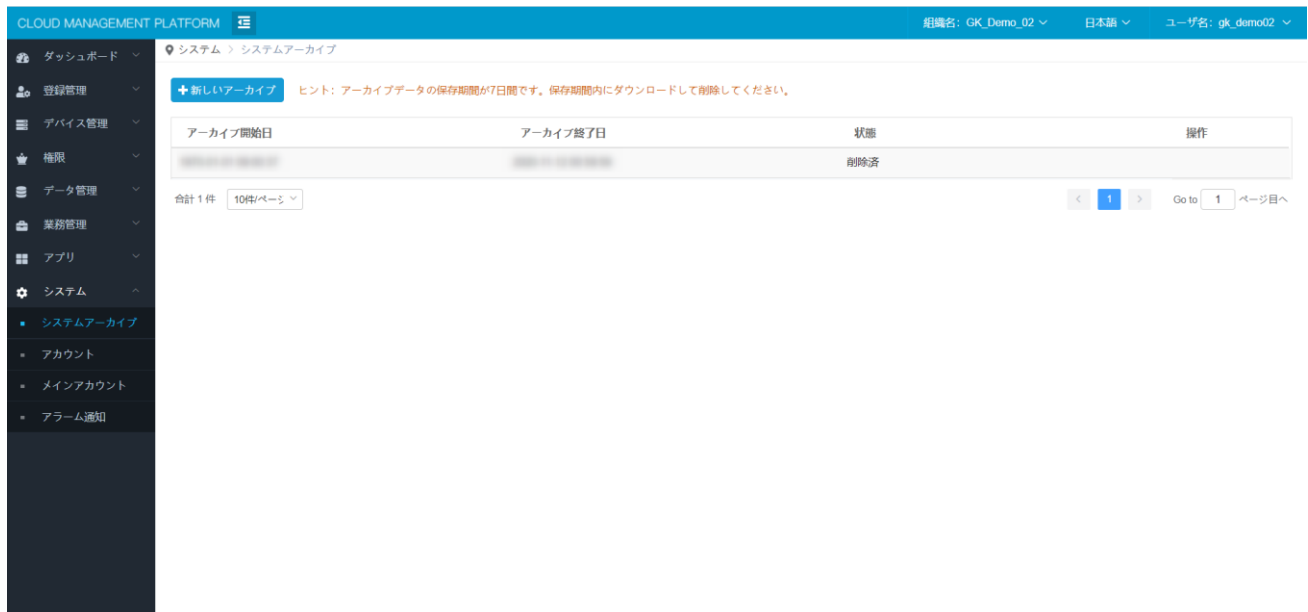 CLOUD MANAGEMENT PLATFORM 組織名: GK_Demo_02 日本語 ユーザ名: gk_demo02
ダッシュボード
登録管理
デバイス管理
権限
データ管理
業務管理
アプリ
システム
システムアーカイブ
アカウント
メインアカウント
アラーム通知
システム > システムアーカイブ
+新しいアーカイブ ヒント: アーカイブデータの保存期間が7日間です。保存期間内にダウンロードして削除してください。
アーカイブ開始日 アーカイブ終了日 状態 操作
削除済
合計 1 件 10件/ページ < 1 > Go to 1 ページ目へ